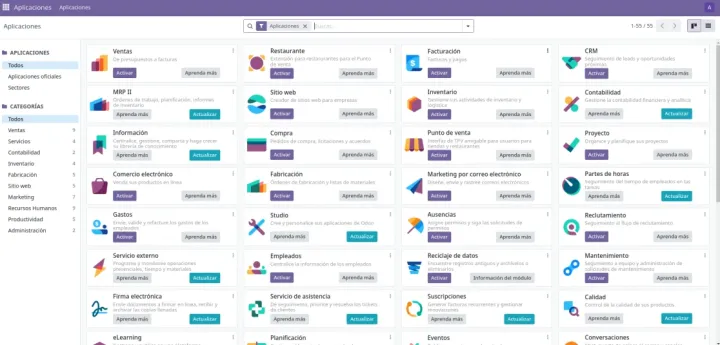 Aplicaciones Aplicaciones A
Aplicaciones
Aplicaciones ×
Buscar...
1-55 / 55
APLICACIONES
Todos
Aplicaciones oficiales
Sectores
CATEGORÍAS
Todos
Ventas 9
Servicios 4
Contabilidad 2
Inventario 4
Fabricación 5
Sitio web 5
Marketing 7
Recursos Humanos 9
Productividad 2
Administración 2
Ventas
De presupuestos a facturas
Activar Aprenda más
Restaurante
Extensión para restaurantes para el Punto de venta
Activar Aprenda más
Facturación
Facturas y pagos
Activar Aprenda más
CRM
Seguimiento de leads y oportunidades próximas
Activar Aprenda más
MRP II
Órdenes de trabajo, planificación, informes de inventario
Aprenda más Actualizar
Sitio web
Creador de sitios web para empresas
Activar Aprenda más
Inventario
Gestione sus actividades de inventario y logística
Activar Aprenda más
Contabilidad
Gestione la contabilidad financiera y analítica
Aprenda más Actualizar
Información
Centralice, gestione, comparta y haga crecer su librería de conocimiento
Aprenda más Actualizar
Compra
Pedidos de compra, licitaciones y acuerdos
Activar Aprenda más
Punto de venta
Interfaz de TPV amigable para usuarios para tiendas y restaurantes
Activar Aprenda más
Proyecto
Organice y planifique sus proyectos
Activar Aprenda más
Comercio electrónico
Venda sus productos en línea
Activar Aprenda más
Fabricación
Órdenes de fabricación y listas de materiales
Activar Aprenda más
Marketing por correo electrónico
Diseñe, envíe y rastree correos electrónicos
Activar Aprenda más
Partes de horas
Seguimiento del tiempo de empleados en las tareas
Aprenda más Actualizar
Gastos
Envíe, valide y refacture los gastos de los empleados
Activar Aprenda más
Studio
Cree y personalice sus aplicaciones de Odoo
Aprenda más Actualizar
Ausencias
Asigne permisos y siga las solicitudes de permisos
Activar Aprenda más
Reclutamiento
Seguimiento al flujo de reclutamiento
Activar Aprenda más
Servicio externo
Programe y monitoree operaciones presenciales, tiempo y materiales
Aprenda más Actualizar
Empleados
Centralice la información de los empleados
Activar Aprenda más
Reciclaje de datos
Encuentre registros antiguos y archívelos o elimínelos
Activar Información del módulo
Mantenimiento
Seguimiento a equipo y administración de solicitudes de mantenimiento
Activar Aprenda más
Firma electrónica
Envíe documentos a firmar en línea, recibir y archivar las copias llenadas
Aprenda más Actualizar
Servicio de asistencia
Dé seguimiento, priorice y resuelva los tickets de clientes
Aprenda más Actualizar
Suscripciones
Generar facturas recurrentes y gestionar renovaciones
Aprenda más Actualizar
Calidad
Control de la calidad de sus productos.
Aprenda más Actualizar
eLearning
Planificación
Eventos
Conversaciones